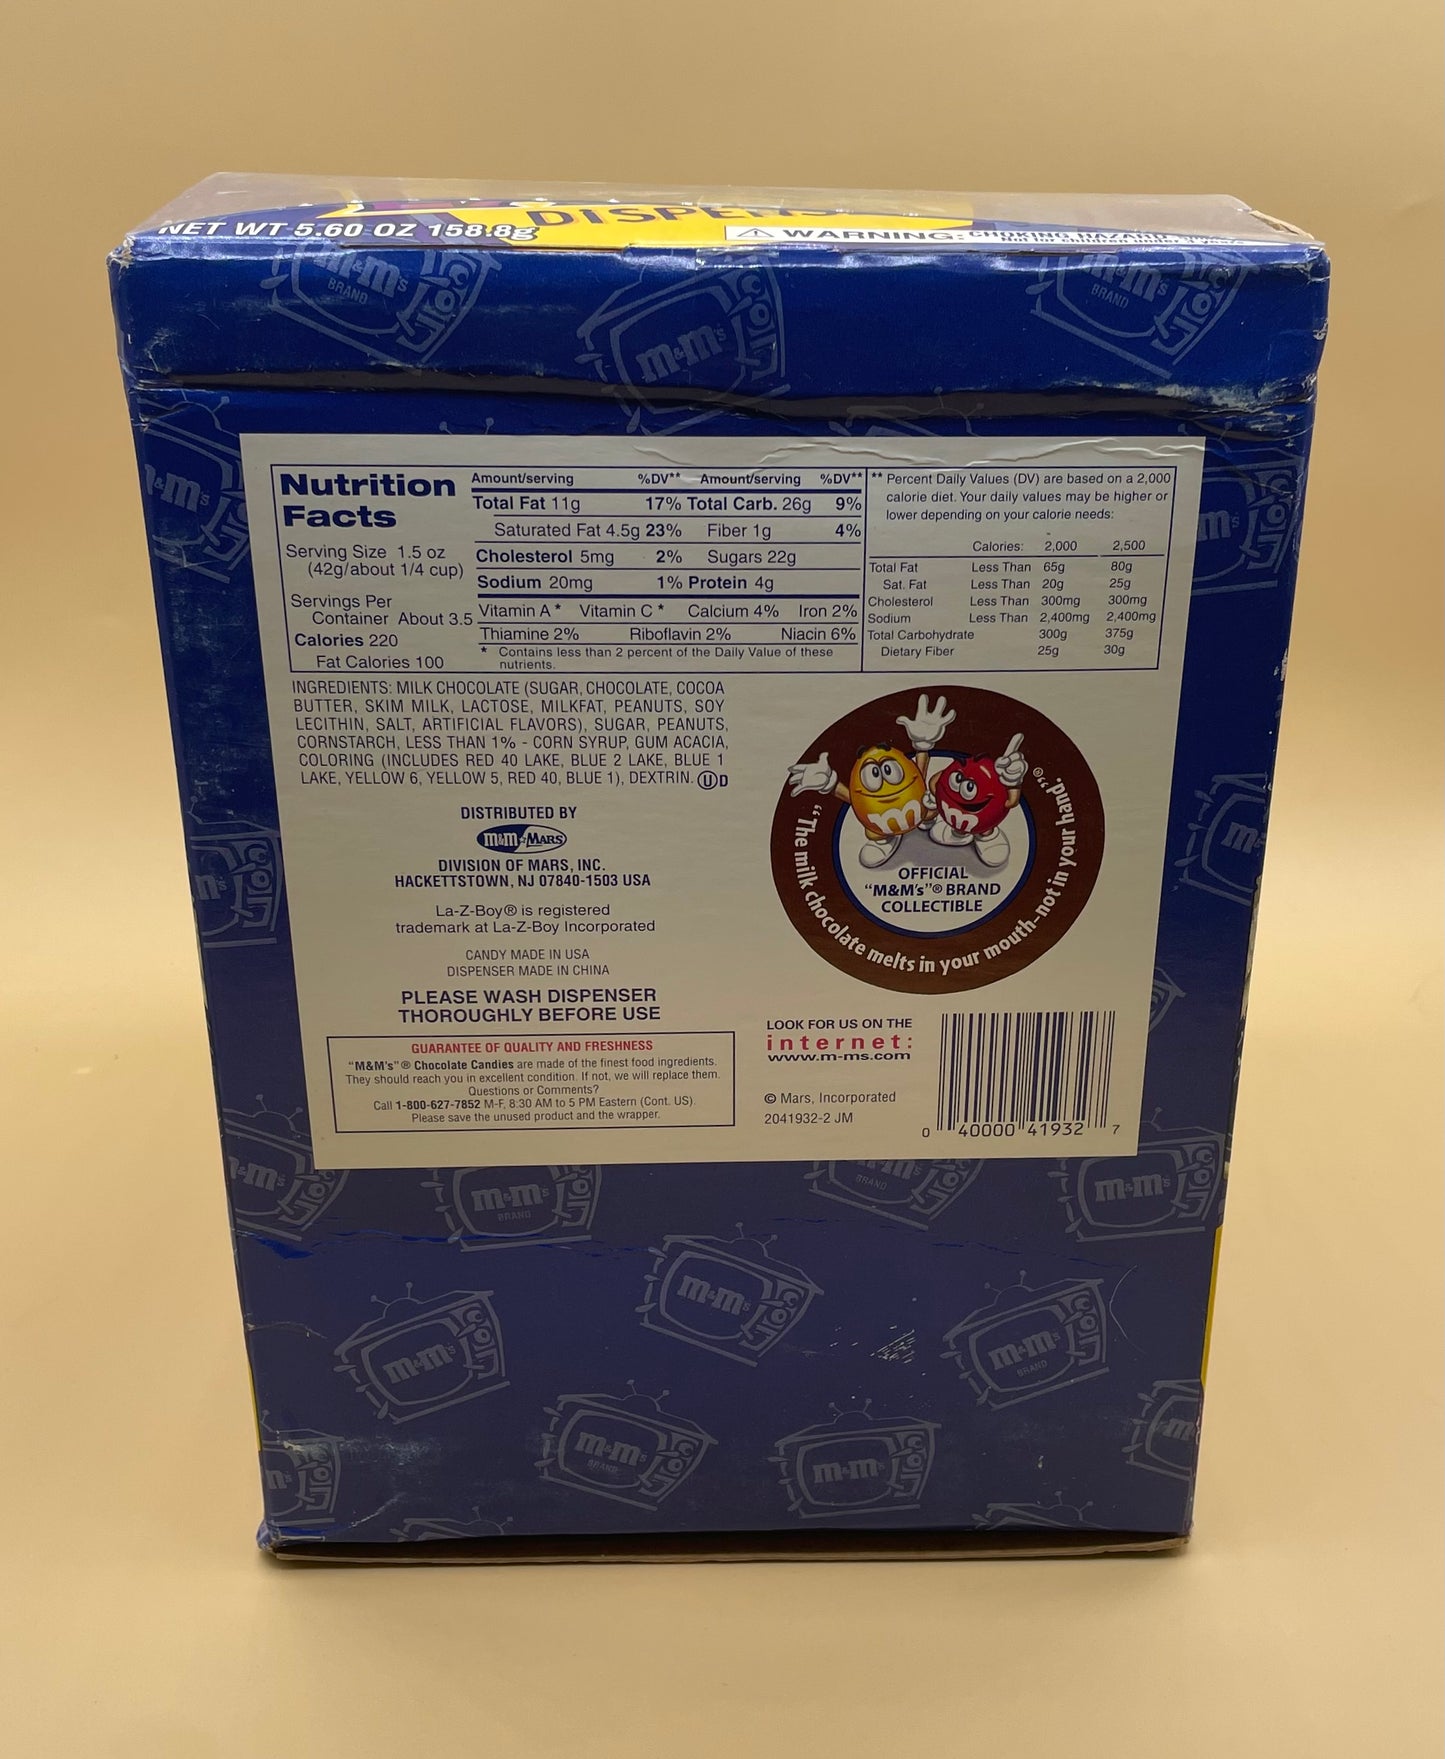 DISPENS
NET WT 5.60 OZ 158.8g
WARNING: CHOKING HAZARD
Nutrition
Facts
Serving Size 1.5 oz
(42g/about 1/4 cup)
Servings Per
Container About 3.5
Calories 220
Fat Calories 100
Amount/serving %DV** Amount/serving %DV**
Total Fat 11g 17% Total Carb. 26g 9%
Saturated Fat 4.5g 23% Fiber 1g 4%
Cholesterol 5mg 2% Sugars 22g
Sodium 20mg 1% Protein 4g
Vitamin A * Vitamin C * Calcium 4% Iron 2%
Thiamine 2% Riboflavin 2% Niacin 6%
* Contains less than 2 percent of the Daily Value of these
nutrients.
** Percent Daily Values (DV) are based on a 2,000
calorie diet. Your daily values may be higher or
lower depending on your calorie needs:
Calories: 2,000 2,500
Total Fat Less Than 65g 80g
Sat. Fat Less Than 20g 25g
Cholesterol Less Than 300mg 300mg
Sodium Less Than 2,400mg 2,400mg
Total Carbohydrate 300g 375g
Dietary Fiber 25g 30g
INGREDIENTS: MILK CHOCOLATE (SUGAR, CHOCOLATE, COCOA
BUTTER, SKIM MILK, LACTOSE, MILKFAT, PEANUTS, SOY
LECITHIN, SALT, ARTIFICIAL FLAVORS), SUGAR, PEANUTS,
CORNSTARCH, LESS THAN 1% - CORN SYRUP, GUM ACACIA,
COLORING (INCLUDES RED 40 LAKE, BLUE 2 LAKE, BLUE 1
LAKE, YELLOW 6, YELLOW 5, RED 40, BLUE 1), DEXTRIN. Ⓤ D
DISTRIBUTED BY
m&m MARS
DIVISION OF MARS, INC.
HACKETTSTOWN, NJ 07840-1503 USA
La-Z-Boy® is registered
trademark at La-Z-Boy Incorporated
CANDY MADE IN USA
DISPENSER MADE IN CHINA
PLEASE WASH DISPENSER
THOROUGHLY BEFORE USE
GUARANTEE OF QUALITY AND FRESHNESS
"M&M's"® Chocolate Candies are made of the finest food ingredients.
They should reach you in excellent condition. If not, we will replace them.
Questions or Comments?
Call 1-800-627-7852 M-F, 8:30 AM to 5 PM Eastern (Cont. US).
Please save the unused product and the wrapper.
m m
OFFICIAL
"M&M's"® BRAND
COLLECTIBLE
"The milk chocolate melts in your mouth-not in your hand."®
LOOK FOR US ON THE
internet:
www.m-ms.com
© Mars, Incorporated
2041932-2 JM
0 40000 41932 7
m&m's BRAND
m&m's
m&m's BRAND
m&m's
m&m's
m&m's
m&m's BRAND
BRAND
m&m's
m&m's
m&m's
m&m's BRAND
m&m's BRAND
m&m's